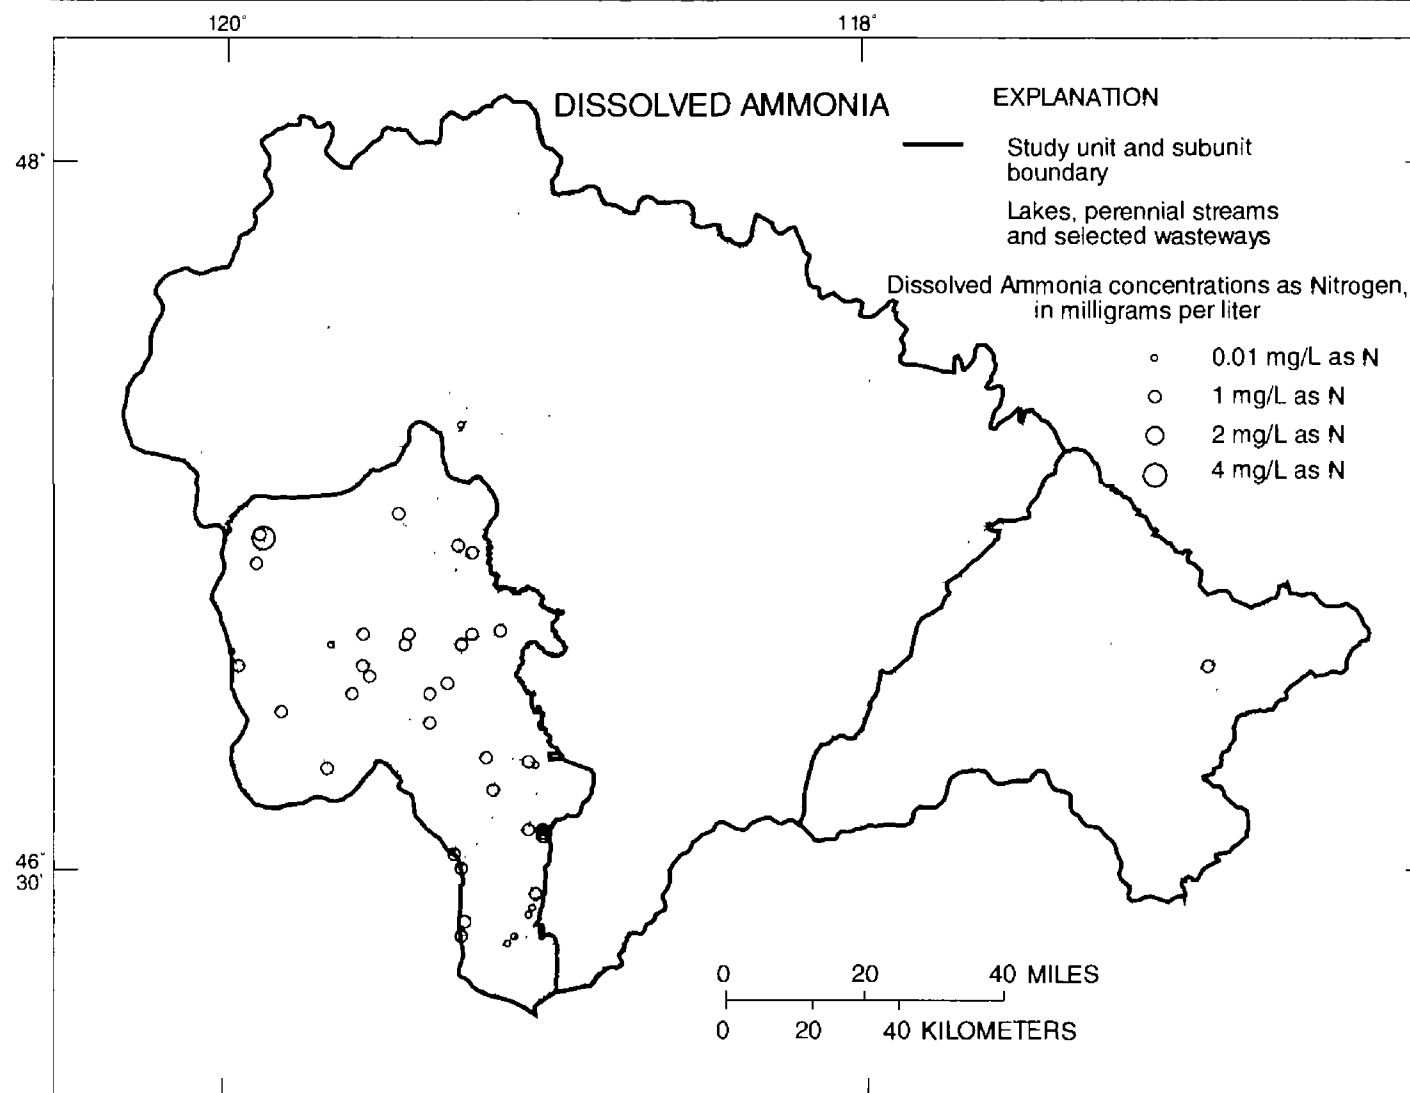 120°
118°
DISSOLVED AMMONIA
EXPLANATION
48°
Study unit and subunit
boundary
Lakes, perennial streams
and selected wasteways
Dissolved Ammonia concentrations as Nitrogen,
in milligrams per liter
0.01 mg/L as N
1 mg/L as N
2 mg/L as N
4 mg/L as N
46°
30'
0 20 40 MILES
0 20 40 KILOMETERS